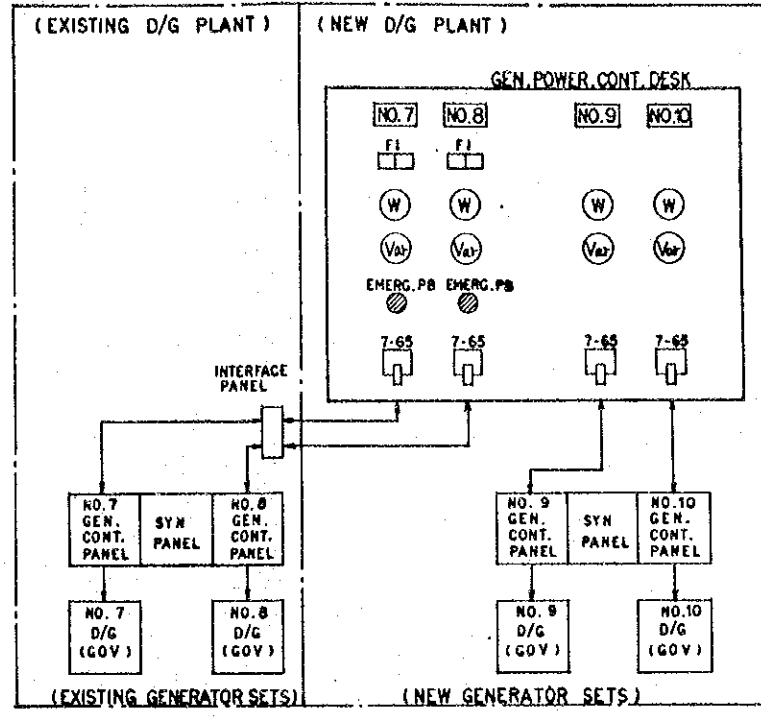 (EXISTING D/G PLANT)
(NEW D/G PLANT)
GEN.POWER.CONT.DESK
NO.7 NO.8 NO.9 NO.10
FI FI
W W W W
Var Var Var Var
EMERG.PB EMERG.PB
7-65 7-65 7-65 7-65
INTERFACE
PANEL
NO.7
GEN.
CONT.
PANEL
SYN
PANEL
NO.8
GEN.
CONT.
PANEL
NO.9
GEN.
CONT.
PANEL
SYN
PANEL
NO.10
GEN.
CONT.
PANEL
NO.7
D/G
(GOV)
NO.8
D/G
(GOV)
NO.9
D/G
(GOV)
NO.10
D/G
(GOV)
(EXISTING GENERATOR SETS)
(NEW GENERATOR SETS)